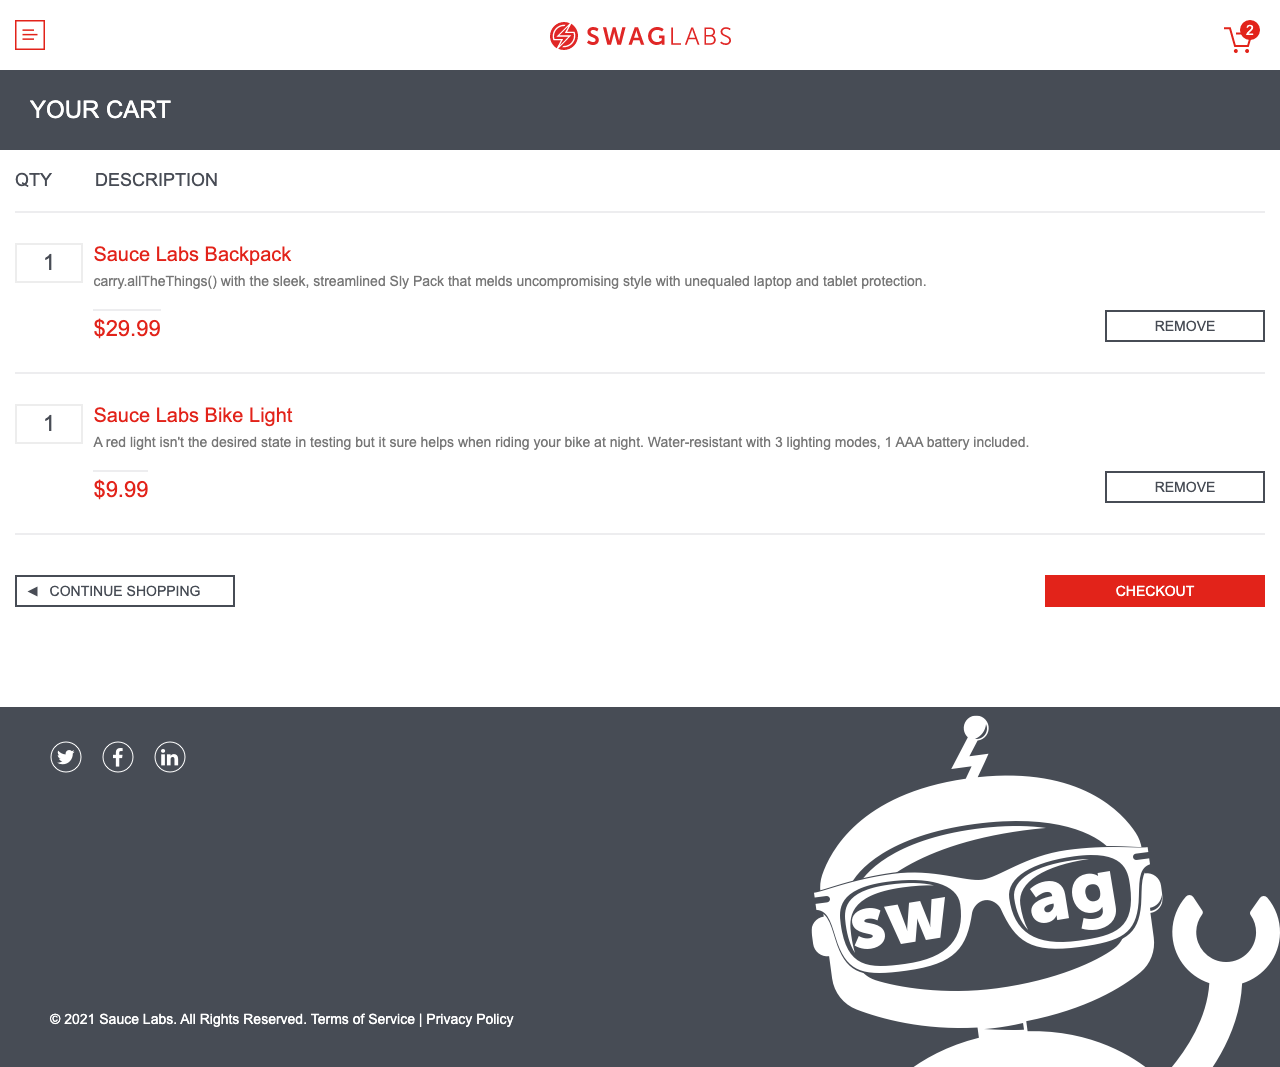 SWAGLABS
2
YOUR CART
QTY DESCRIPTION
1 Sauce Labs Backpack
carry.allTheThings() with the sleek, streamlined Sly Pack that melds uncompromising style with unequaled laptop and tablet protection.
$29.99 REMOVE
1 Sauce Labs Bike Light
A red light isn't the desired state in testing but it sure helps when riding your bike at night. Water-resistant with 3 lighting modes, 1 AAA battery included.
$9.99 REMOVE
CONTINUE SHOPPING CHECKOUT
swag
© 2021 Sauce Labs. All Rights Reserved. Terms of Service | Privacy Policy